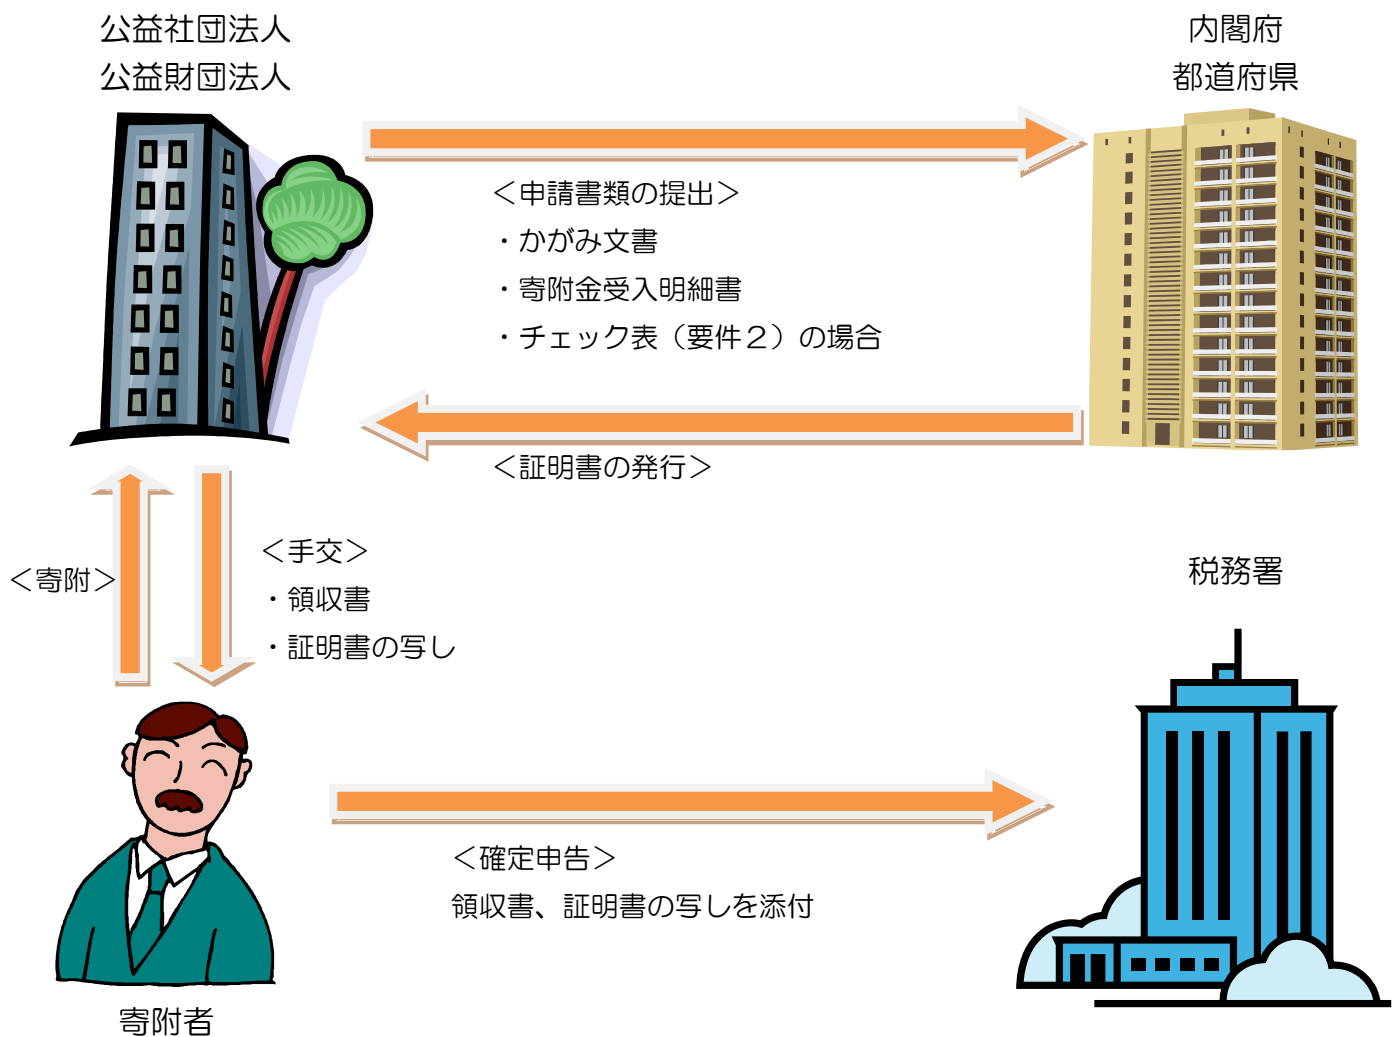 公益社団法人
公益財団法人
内閣府
都道府県
＜申請書類の提出＞
・かがみ文書
・寄附金受入明細書
・チェック表（要件２）の場合
＜証明書の発行＞
＜寄附＞
＜手交＞
・領収書
・証明書の写し
税務署
＜確定申告＞
領収書、証明書の写しを添付
寄附者